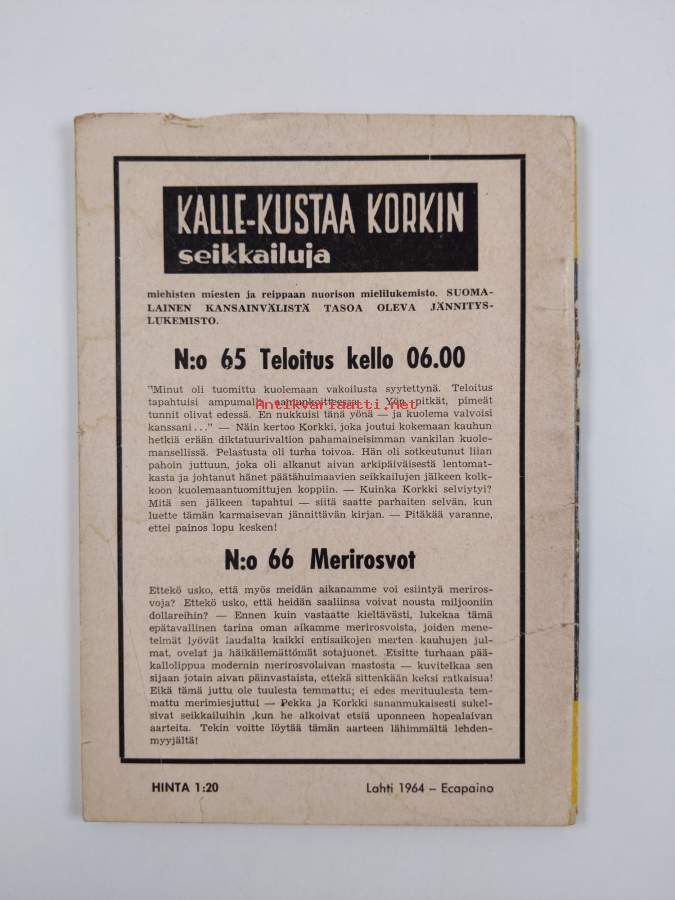 KALLE-KUSTAA KORKIN
seikkailuja
miehisten miesten ja reippaan nuorison mielilukemisto. SUOMA-
LAINEN KANSAINVÄLISTÄ TASOA OLEVA JÄNNITYS-
LUKEMISTO.
N:o 65 Teloitus kello 06.00
"Minut oli tuomittu kuolemaan vakoilusta syytettynä. Teloitus
tapahtuisi ampumalla aamunkoitteessa... Yön pitkät, pimeät
Antikvariaatti.net
tunnit olivat edessä. En nukkuisi tänä yönä — ja kuolema valvoisi
kanssani ..." — Näin kertoo Korkki, joka joutui kokemaan kauhun
hetkiä erään diktatuurivaltion pahamaineisimman vankilan kuole-
mansellissä. Pelastusta oli turha toivoa. Hän oli sotkeutunut liian
pahoin juttuun, joka oli alkanut aivan arkipäiväisestä lentomat-
kasta ja johtanut hänet päätähuimaavien seikkailujen jälkeen kolk-
koon kuolemaantuomittujen koppiin. — Kuinka Korkki selviytyi?
Mitä sen jälkeen tapahtui — siitä saatte parhaiten selvän, kun
luette tämän karmaisevan jännittävän kirjan. — Pitäkää varanne,
ettei painos lopu kesken!
N:o 66 Merirosvot
Ettekö usko, että myös meidän aikanamme voi esiintyä meriros-
voja? Ettekö usko, että heidän saaliinsa voivat nousta miljooniin
dollareihin? — Ennen kuin vastaatte kieltävästi, lukekaa tämä
epätavallinen tarina oman aikamme merirosvoista, joiden mene-
telmät lyövät laudalta kaikki entisaikojen merten kauhujen jul-
mat, ovelat ja häikäilemättömät sotajuonet. Etsitte turhaan pää-
kallolippua modernin merirosvolaivan mastosta — kuvitelkaa sen
sijaan jotain aivan päinvastaista, ettekä sittenkään keksi ratkaisua!
Eikä tämä juttu ole tuulesta temmattu; ei edes merituulesta tem-
mattu merimiesjuttu! — Pekka ja Korkki sananmukaisesti sukel-
sivat seikkailuihin ,kun he alkoivat etsiä uponneen hopealaivan
aarteita. Tekin voitte löytää tämän aarteen lähimmältä lehden-
myyjältä!
HINTA 1:20
Lahti 1964 – Ecapaino